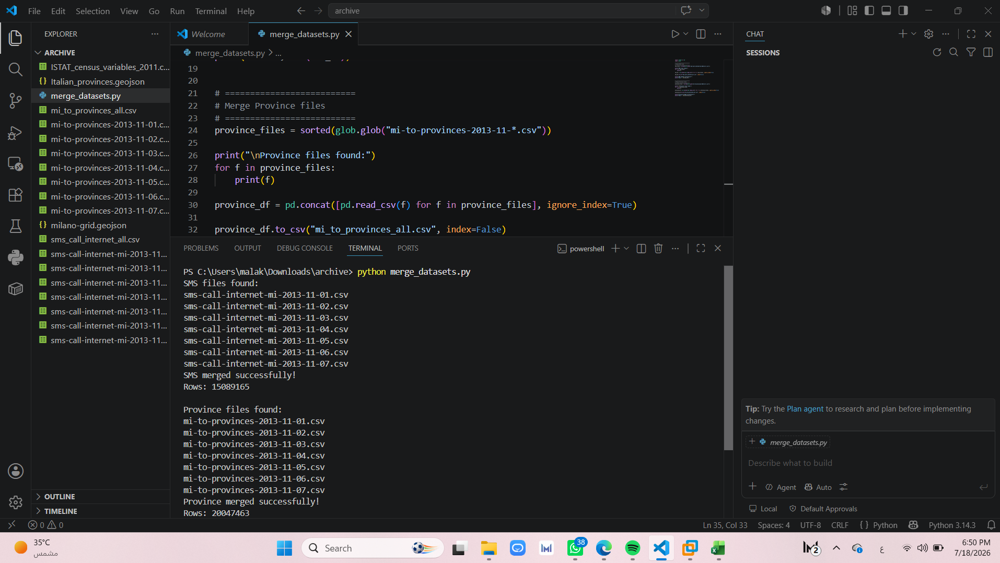 File Edit Selection View Go Run Terminal Help
archive
EXPLORER
ARCHIVE
ISTAT_census_variables_2011.c...
Italian_provinces.geojson
merge_datasets.py
mi_to_provinces_all.csv
mi-to-provinces-2013-11-01.c...
mi-to-provinces-2013-11-02.c...
mi-to-provinces-2013-11-03.c...
mi-to-provinces-2013-11-04.c...
mi-to-provinces-2013-11-05.c...
mi-to-provinces-2013-11-06.c...
mi-to-provinces-2013-11-07.c...
milano-grid.geojson
sms_call_internet_all.csv
sms-call-internet-mi-2013-11...
sms-call-internet-mi-2013-11...
sms-call-internet-mi-2013-11...
sms-call-internet-mi-2013-11...
sms-call-internet-mi-2013-11...
sms-call-internet-mi-2013-11...
sms-call-internet-mi-2013-11...
OUTLINE
TIMELINE
Welcome
merge_datasets.py
merge_datasets.py > ...
19
20
21 # ==========================
22 # Merge Province files
23 # ==========================
24 province_files = sorted(glob.glob("mi-to-provinces-2013-11-*.csv"))
25
26 print("\nProvince files found:")
27 for f in province_files:
28 print(f)
29
30 province_df = pd.concat([pd.read_csv(f) for f in province_files], ignore_index=True)
31
32 province_df.to_csv("mi_to_provinces_all.csv", index=False)
PROBLEMS OUTPUT DEBUG CONSOLE TERMINAL PORTS
powershell
PS C:\Users\malak\Downloads\archive> python merge_datasets.py
SMS files found:
sms-call-internet-mi-2013-11-01.csv
sms-call-internet-mi-2013-11-02.csv
sms-call-internet-mi-2013-11-03.csv
sms-call-internet-mi-2013-11-04.csv
sms-call-internet-mi-2013-11-05.csv
sms-call-internet-mi-2013-11-06.csv
sms-call-internet-mi-2013-11-07.csv
SMS merged successfully!
Rows: 15089165
Province files found:
mi-to-provinces-2013-11-01.csv
mi-to-provinces-2013-11-02.csv
mi-to-provinces-2013-11-03.csv
mi-to-provinces-2013-11-04.csv
mi-to-provinces-2013-11-05.csv
mi-to-provinces-2013-11-06.csv
mi-to-provinces-2013-11-07.csv
Province merged successfully!
Rows: 20047463
CHAT
SESSIONS
Tip: Try the Plan agent to research and plan before implementing
changes.
merge_datasets.py
Describe what to build
Agent Auto
Local Default Approvals
0 0
Ln 35, Col 33 Spaces: 4 UTF-8 CRLF { } Python Python 3.14.3
35°C
مشمس
Search
38
2
ع
6:50 PM
7/18/2026